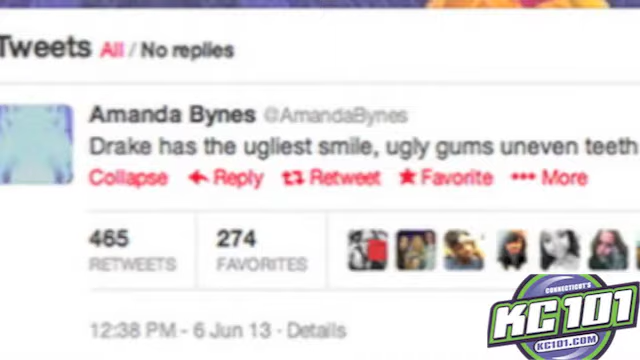 Tweets All / No replies
Amanda Bynes @AmandaBynes
Drake has the ugliest smile, ugly gums uneven teeth
Collapse Reply Retweet Favorite More
465 274
RETWEETS FAVORITES
12:38 PM - 6 Jun 13 · Details
CONNECTICUT'S
KC101
KC101.COM